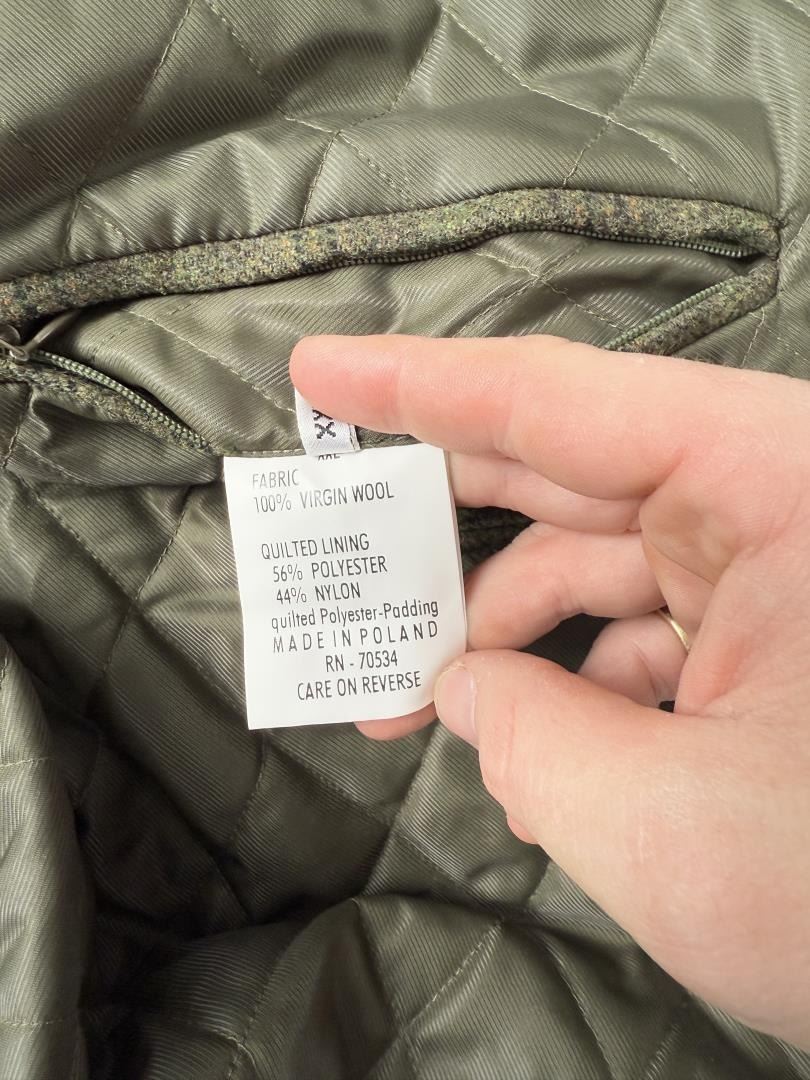 XXL
FABRIC
100% VIRGIN WOOL
QUILTED LINING
56% POLYESTER
44% NYLON
quilted Polyester-Padding
MADE IN POLAND
RN - 70534
CARE ON REVERSE